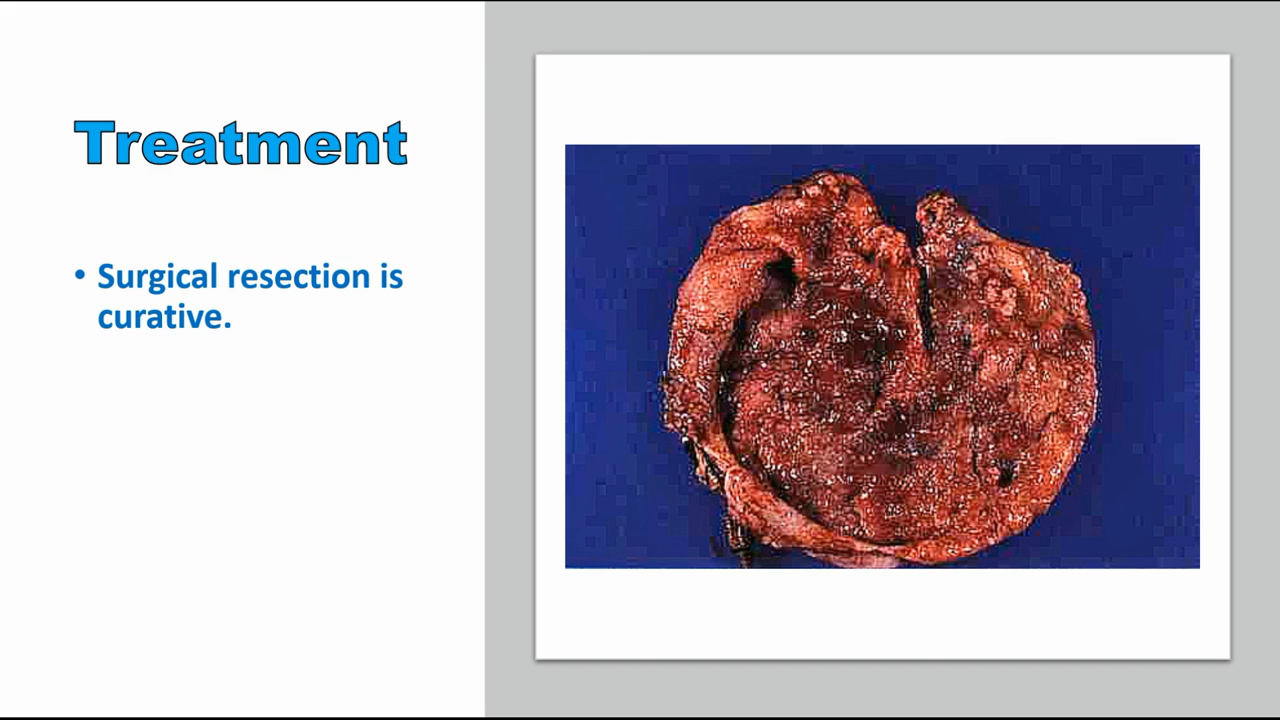 Treatment
• Surgical resection is
curative.